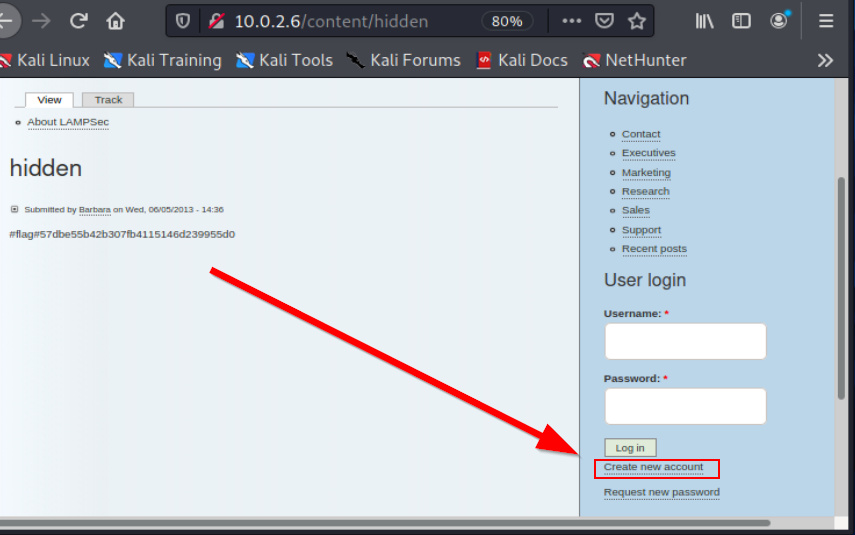 10.0.2.6/content/hidden 80%
Kali Linux Kali Training Kali Tools Kali Forums Kali Docs NetHunter
View Track
About LAMPSec
hidden
Submitted by Barbara on Wed, 06/05/2013 - 14:36
#flag#57dbe55b42b307fb4115146d239955d0
Navigation
Contact
Executives
Marketing
Research
Sales
Support
Recent posts
User login
Username: *
Password: *
Log in
Create new account
Request new password